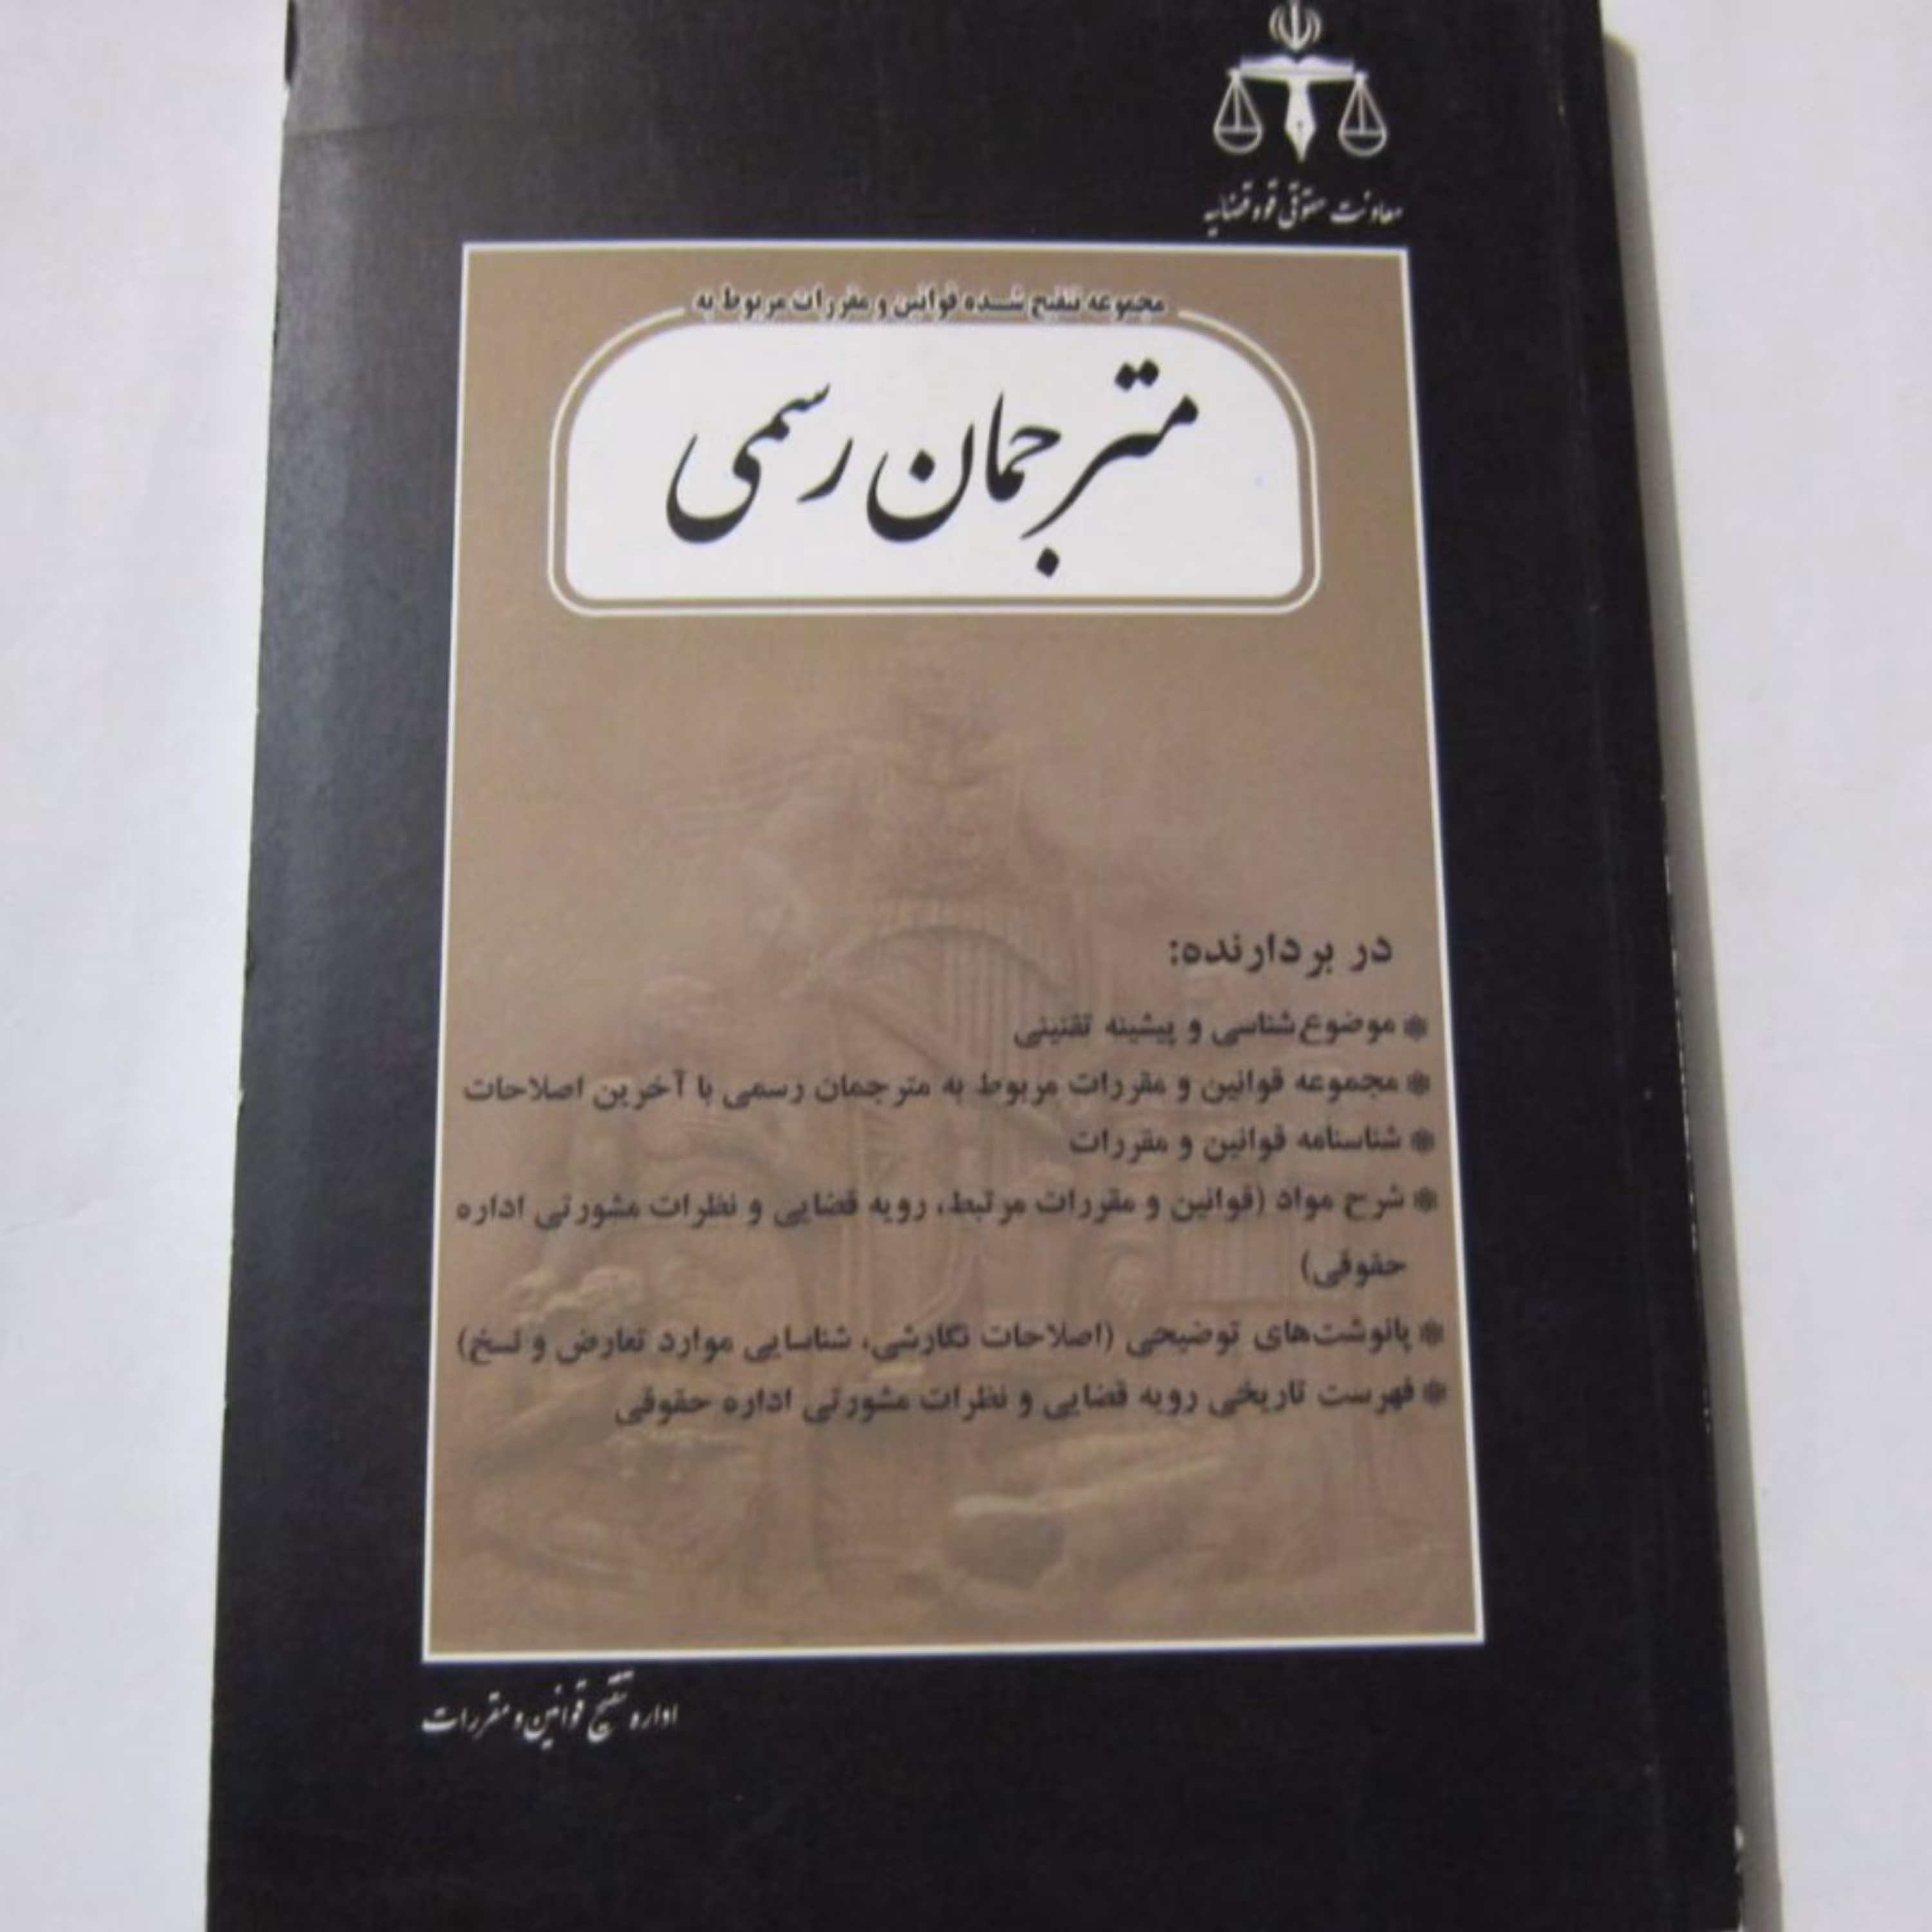 معاونت حقوقی قوه قضاییه
مجموعه تنقیح شده قوانین و مقررات مربوط به
مترجمان رسمی
در بردارنده:
* موضوع‌شناسی و پیشینه تقنینی
* مجموعه قوانین و مقررات مربوط به مترجمان رسمی با آخرین اصلاحات
* شناسنامه قوانین و مقررات
* شرح مواد (قوانین و مقررات مرتبط، رویه قضایی و نظرات مشورتی اداره
حقوقی)
* پانوشت‌های توضیحی (اصلاحات نگارشی، شناسایی موارد تعارض و نسخ)
* فهرست تاریخی رویه قضایی و نظرات مشورتی اداره حقوقی
اداره تنقیح قوانین و مقررات